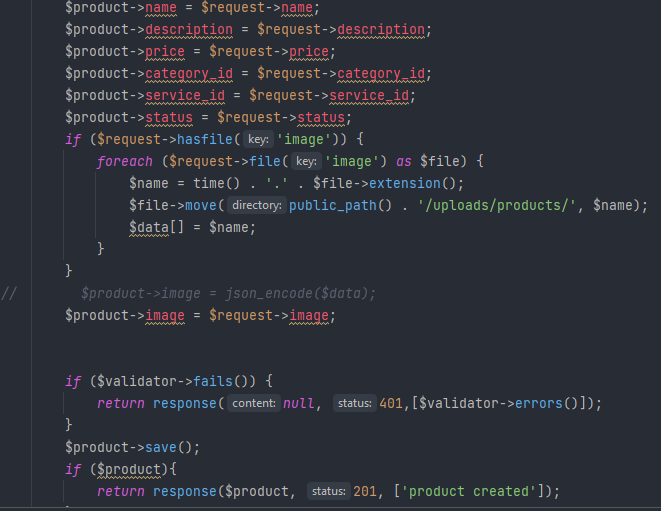 $product->name = $request->name;
$product->description = $request->description;
$product->price = $request->price;
$product->category_id = $request->category_id;
$product->service_id = $request->service_id;
$product->status = $request->status;
if ($request->hasfile( key: 'image')) {
foreach ($request->file( key: 'image') as $file) {
$name = time() . '.' . $file->extension();
$file->move( directory: public_path() . '/uploads/products/', $name);
$data[] = $name;
}
}
// $product->image = json_encode($data);
$product->image = $request->image;
if ($validator->fails()) {
return response( content: null, status: 401,[$validator->errors()]);
}
$product->save();
if ($product){
return response($product, status: 201, ['product created']);